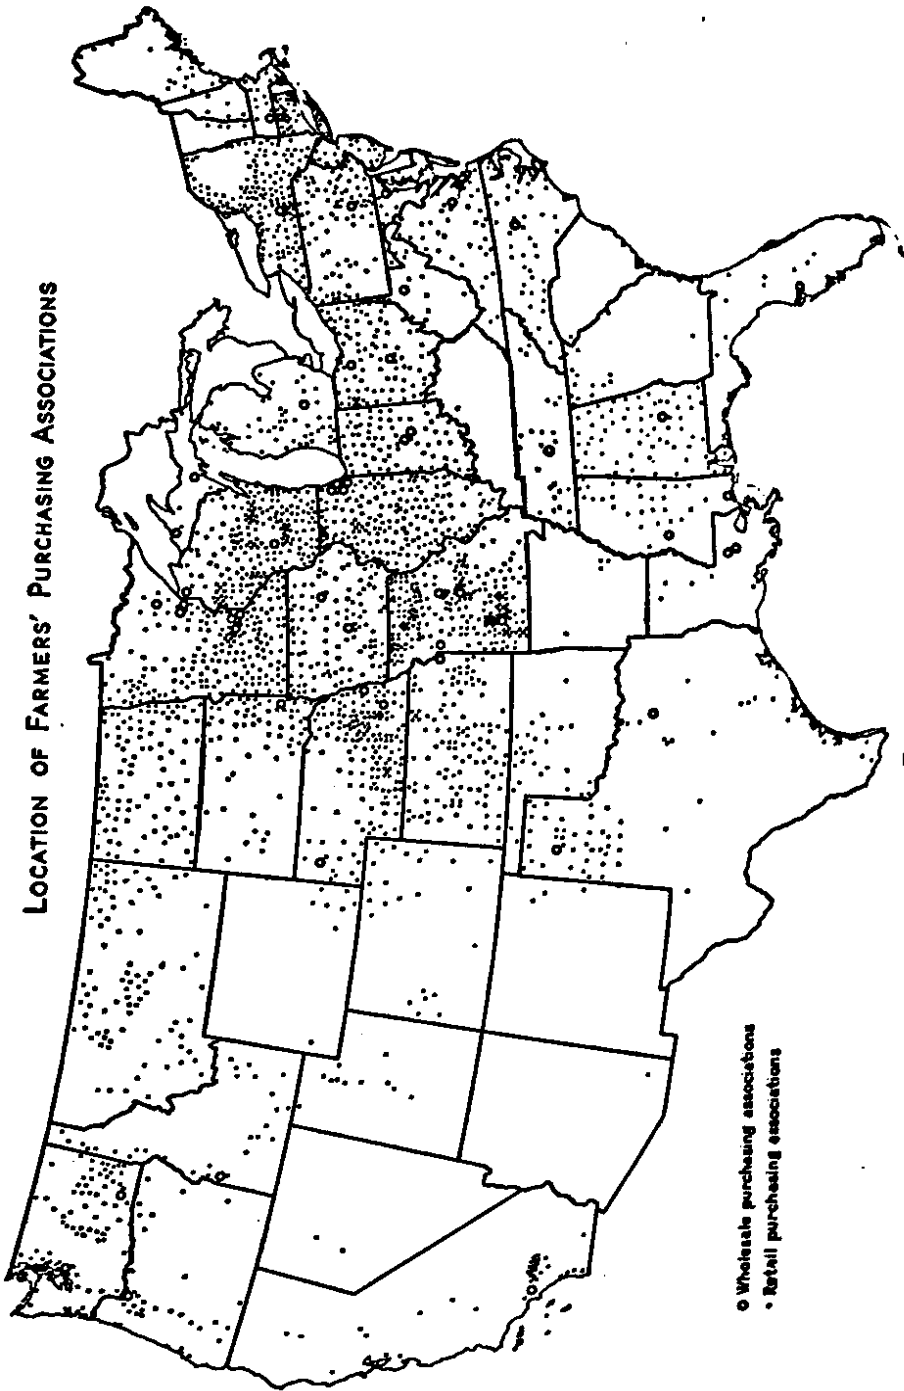 LOCATION OF FARMERS' PURCHASING ASSOCIATIONS
Wholesale purchasing associations
Retail purchasing associations